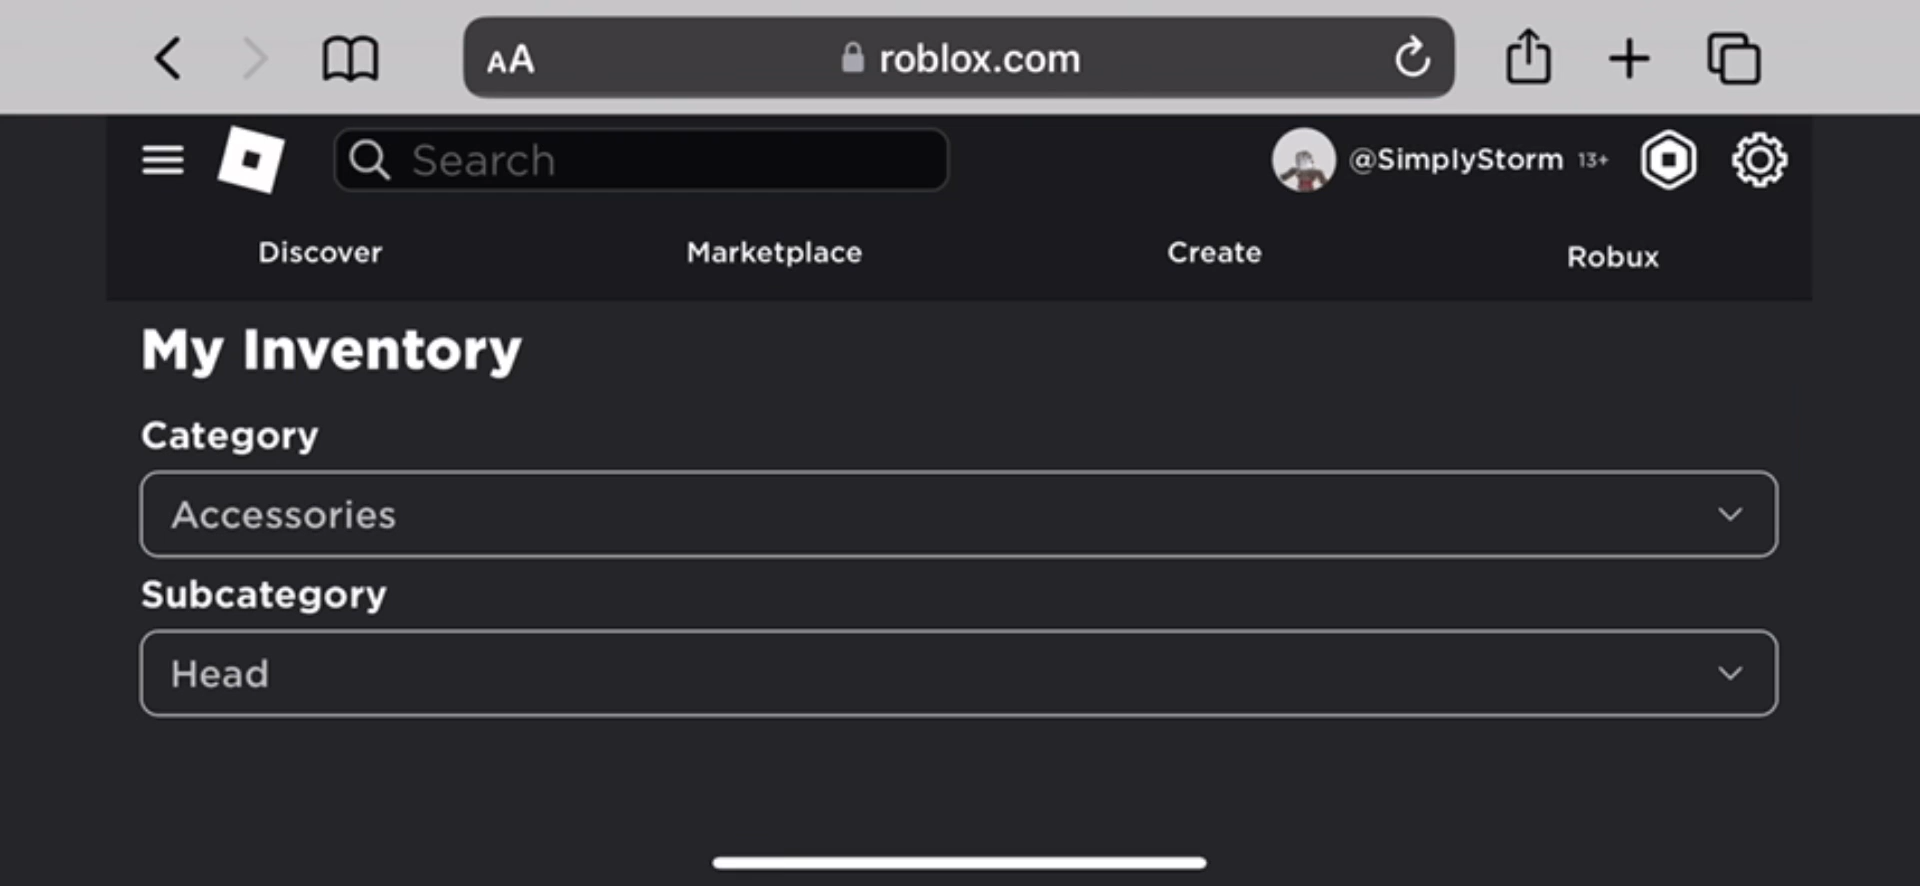 AA roblox.com
Search @SimplyStorm 13+
Discover Marketplace Create Robux
My Inventory
Category
Accessories
Subcategory
Head